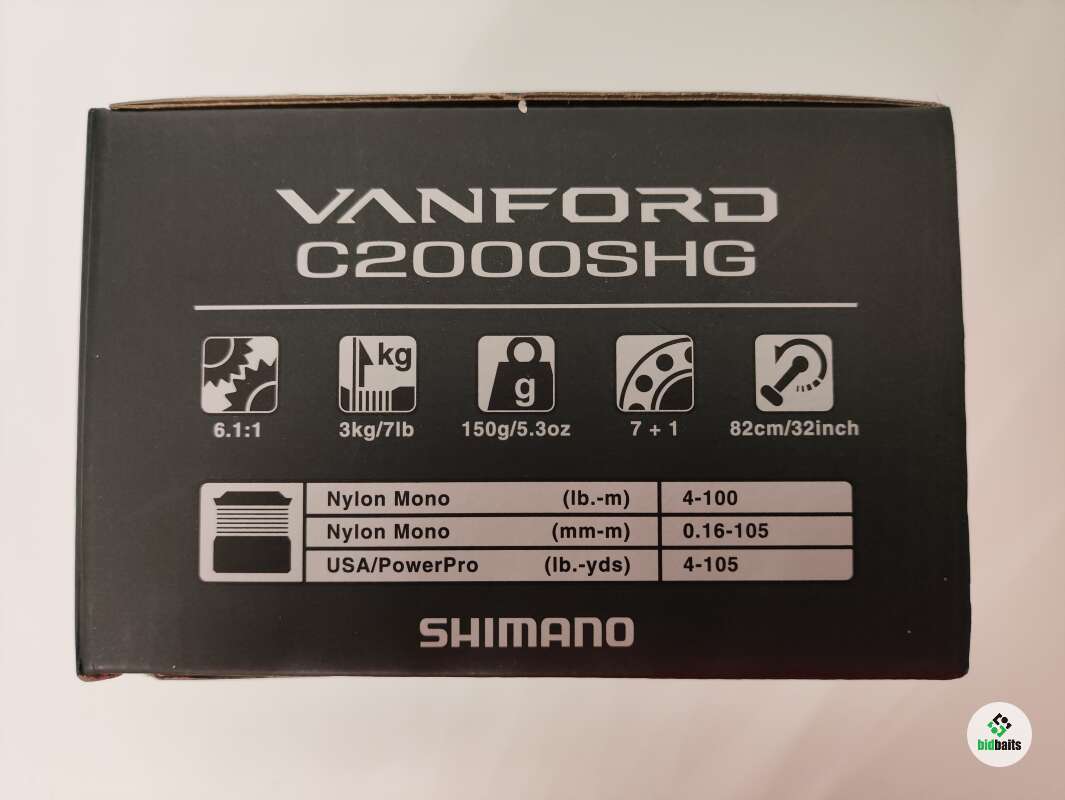 VANFORD
C2000SHG
kg
g
6.1:1 3kg/7lb 150g/5.3oz 7 + 1 82cm/32inch
Nylon Mono (lb.-m) 4-100
Nylon Mono (mm-m) 0.16-105
USA/PowerPro (lb.-yds) 4-105
SHIMANO
bidbaits